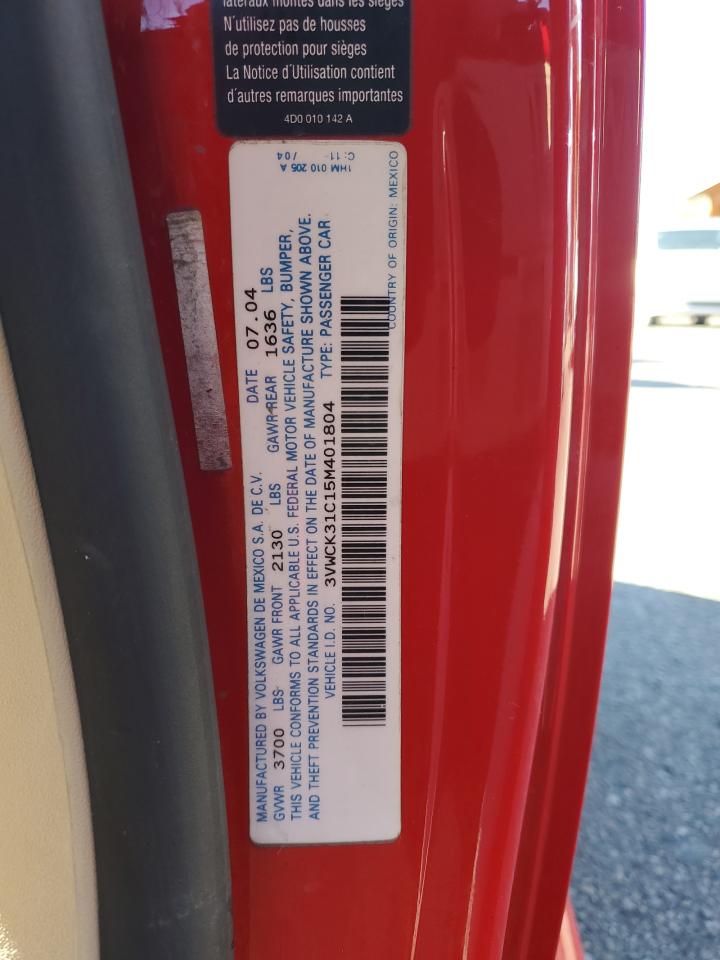 latéraux montés dans les sièges
N'utilisez pas de housses
de protection pour sièges
La Notice d'Utilisation contient
d'autres remarques importantes
4D0 010 142 A
MANUFACTURED BY VOLKSWAGEN DE MEXICO S.A. DE C.V. DATE 07.04
GVWR 3700 LBS GAWR FRONT 2130 LBS GAWR REAR 1636 LBS
THIS VEHICLE CONFORMS TO ALL APPLICABLE U.S. FEDERAL MOTOR VEHICLE SAFETY, BUMPER,
AND THEFT PREVENTION STANDARDS IN EFFECT ON THE DATE OF MANUFACTURE SHOWN ABOVE.
VEHICLE I.D. NO. 3VWCK31C15M401804 TYPE: PASSENGER CAR
COUNTRY OF ORIGIN: MEXICO
1HM 010 205 A
C:11-
/04